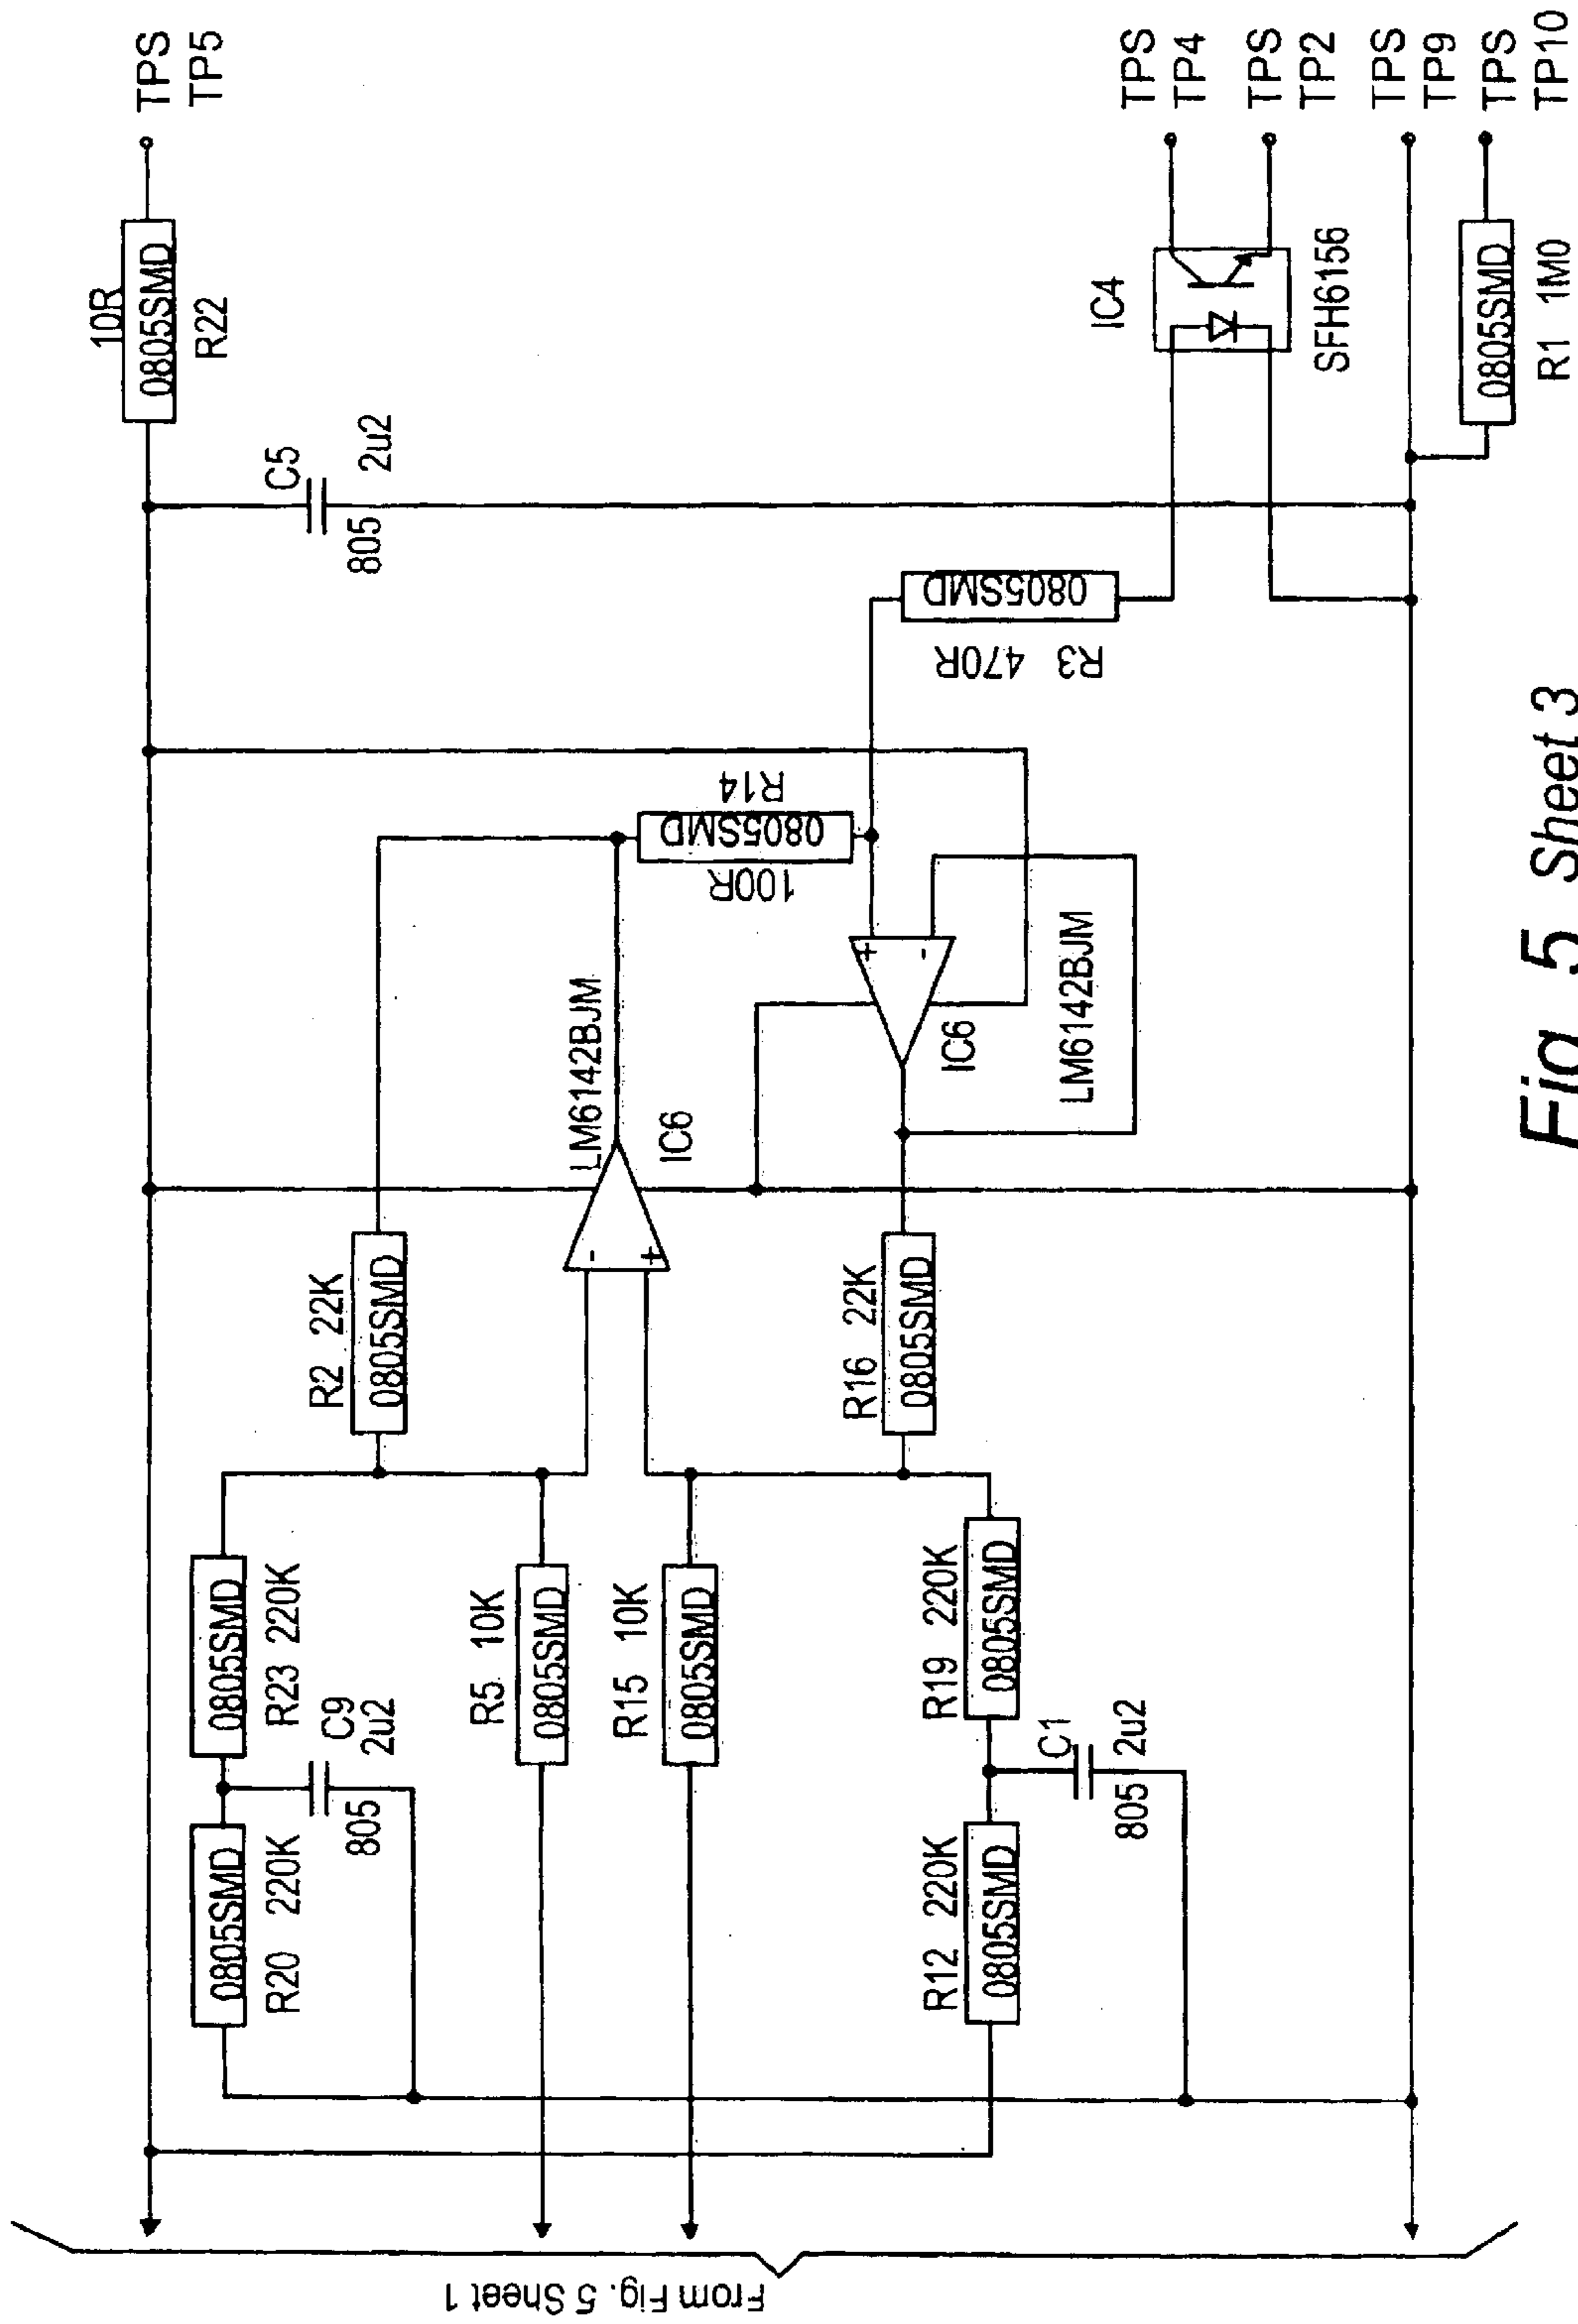 10R
0805SMD
R22
TPS
TP5
C5
2u2
805
R2 22K
0805SMD
0805SMD
R23 220K
C9
2u2
805
0805SMD
R20 220K
R5 10K
0805SMD
R15 10K
0805SMD
-
+
LM6142BJM
IC6
R14
0805SMD
100R
+
-
IC6
LM6142BJM
R16 22K
0805SMD
R19 220K
0805SMD
C1
2u2
805
R12 220K
0805SMD
0805SMD
R3 470R
IC4
SFH6156
TPS
TP4
TPS
TP2
TPS
TP9
TPS
TP10
0805SMD
R1 1M0
From Fig. 5 Sheet 1
Fig. 5 Sheet 3